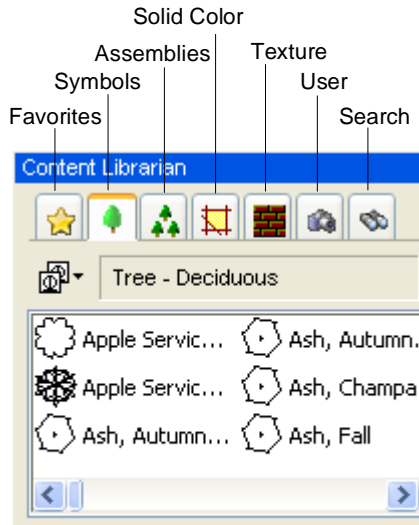 Solid Color
Assemblies
Texture
Symbols
User
Favorites
Search
Content Librarian
Tree - Deciduous
Apple Servic...
Ash, Autumn.
Apple Servic...
Ash, Champa
Ash, Autumn...
Ash, Fall